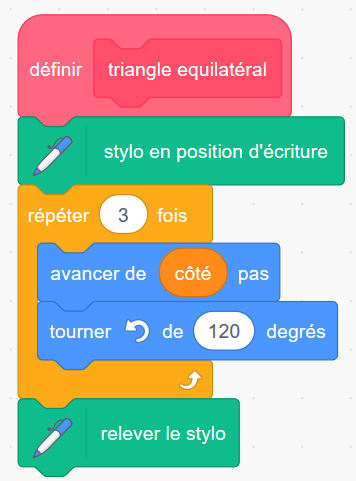 définir triangle equilatéral
stylo en position d'écriture
répéter 3 fois
avancer de côté pas
tourner de 120 degrés
relever le stylo